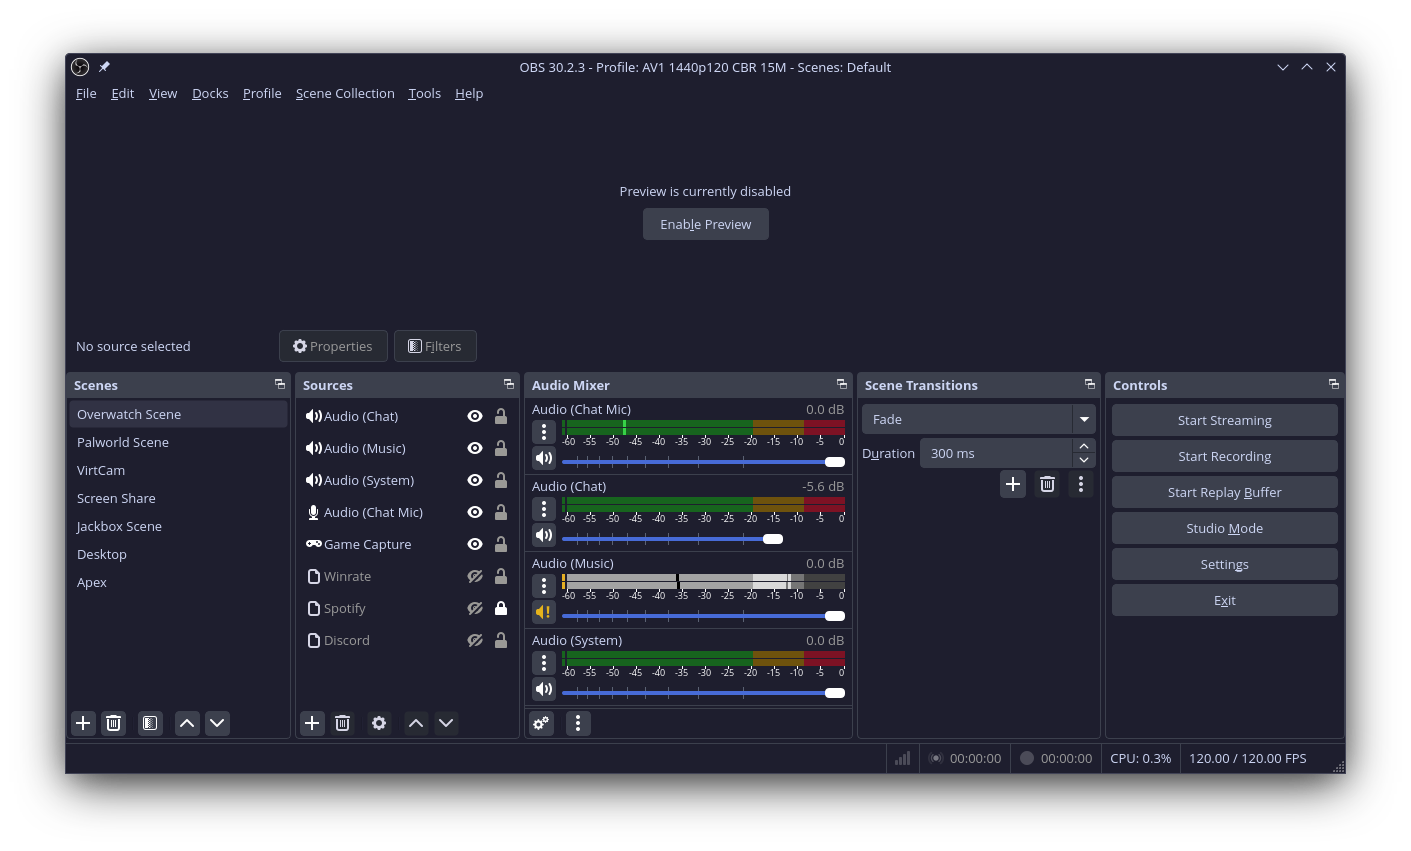 OBS 30.2.3 - Profile: AV1 1440p120 CBR 15M - Scenes: Default
File Edit View Docks Profile Scene Collection Tools Help
Preview is currently disabled
Enable Preview
No source selected Properties Filters
Scenes
Overwatch Scene
Palworld Scene
VirtCam
Screen Share
Jackbox Scene
Desktop
Apex
Sources
Audio (Chat)
Audio (Music)
Audio (System)
Audio (Chat Mic)
Game Capture
Winrate
Spotify
Discord
Audio Mixer
Audio (Chat Mic) 0.0 dB
-60 -55 -50 -45 -40 -35 -30 -25 -20 -15 -10 -5 0
Audio (Chat) -5.6 dB
-60 -55 -50 -45 -40 -35 -30 -25 -20 -15 -10 -5 0
Audio (Music) 0.0 dB
-60 -55 -50 -45 -40 -35 -30 -25 -20 -15 -10 -5 0
Audio (System) 0.0 dB
-60 -55 -50 -45 -40 -35 -30 -25 -20 -15 -10 -5 0
Scene Transitions
Fade
Duration 300 ms
Controls
Start Streaming
Start Recording
Start Replay Buffer
Studio Mode
Settings
Exit
00:00:00 00:00:00 CPU: 0.3% 120.00 / 120.00 FPS